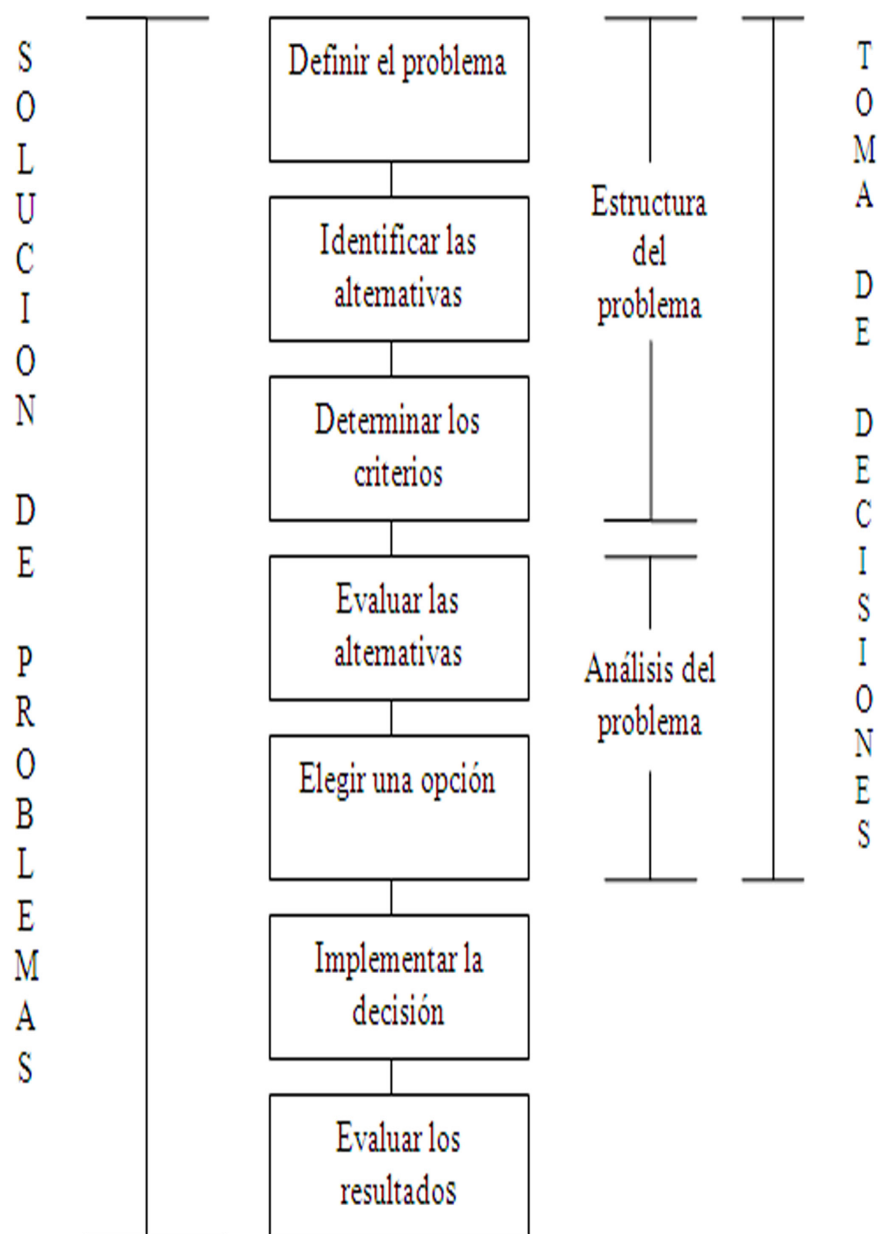 SOLUCION DE pROBLEMAS
Definir el problema
Identificar las
alternativas
Determinar los
criterios
Evaluar las
alternativas
Elegir una opción
Implementar la
decisión
Evaluar los
resultados
Estructura
del
problema
Análisis del
problema
TOMA DE DECISIONES